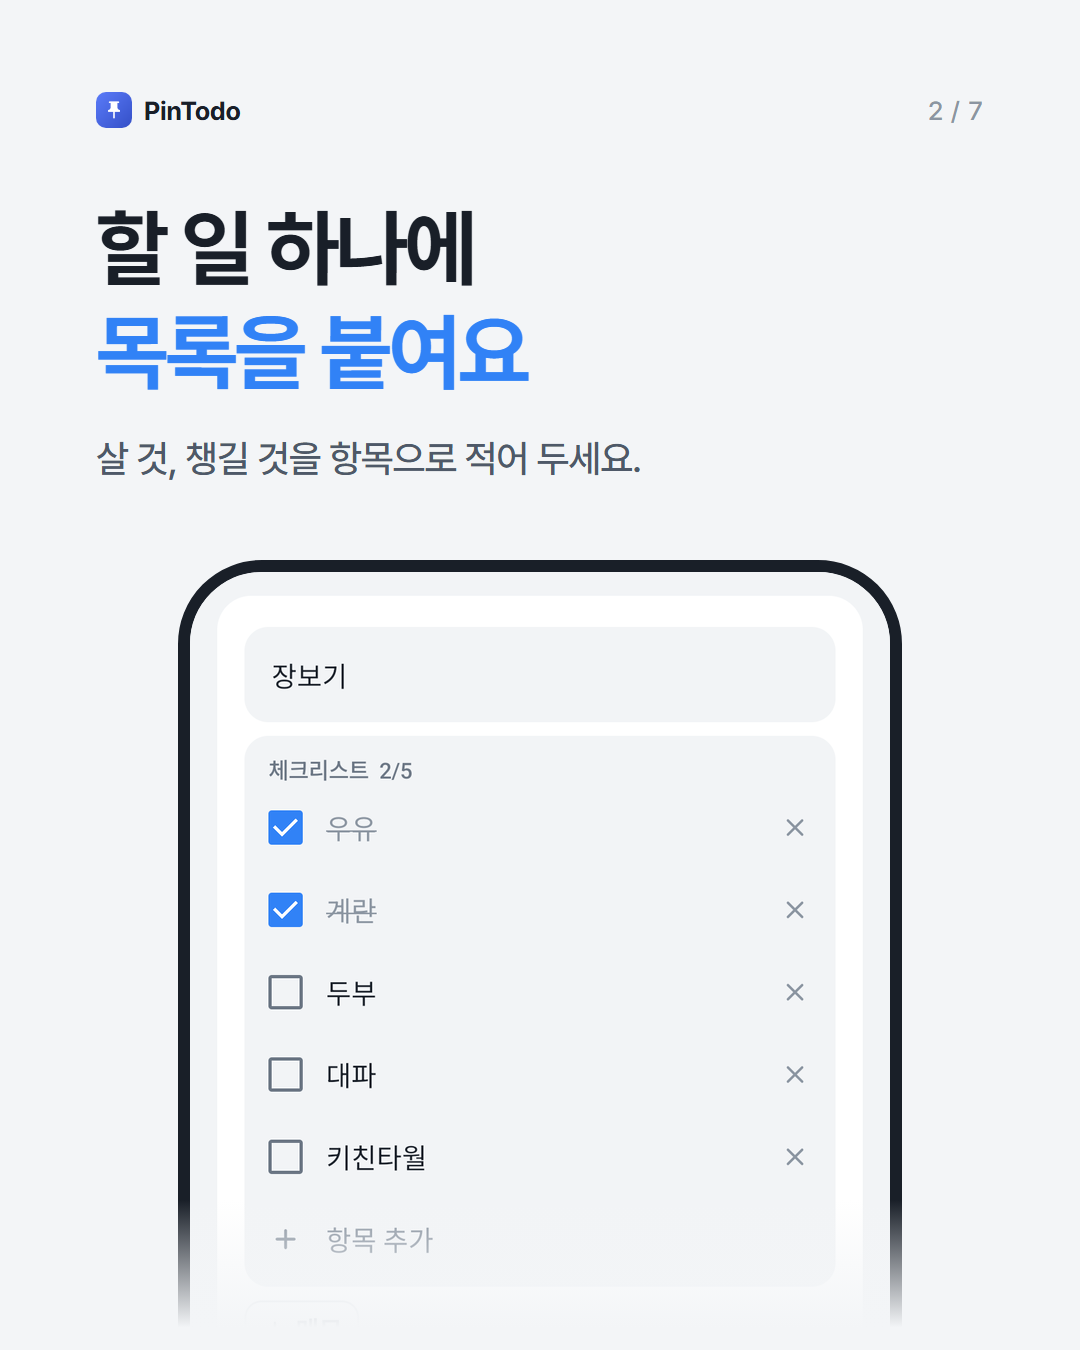 PinTodo
2 / 7
할 일 하나에
목록을 붙여요
살 것, 챙길 것을 항목으로 적어 두세요.
장보기
체크리스트 2/5
우유
계란
두부
대파
키친타월
항목 추가